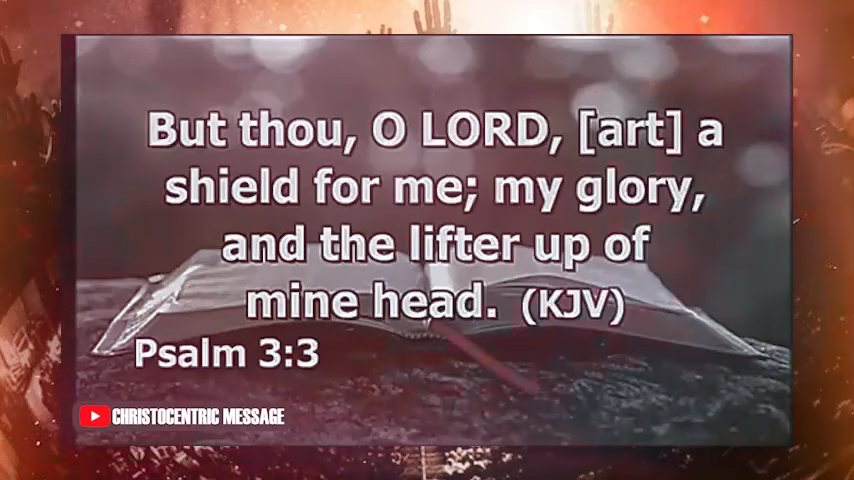 But thou, O LORD, [art] a
shield for me; my glory,
and the lifter up of
mine head. (KJV)
Psalm 3:3
CHRISTOCENTRIC MESSAGE